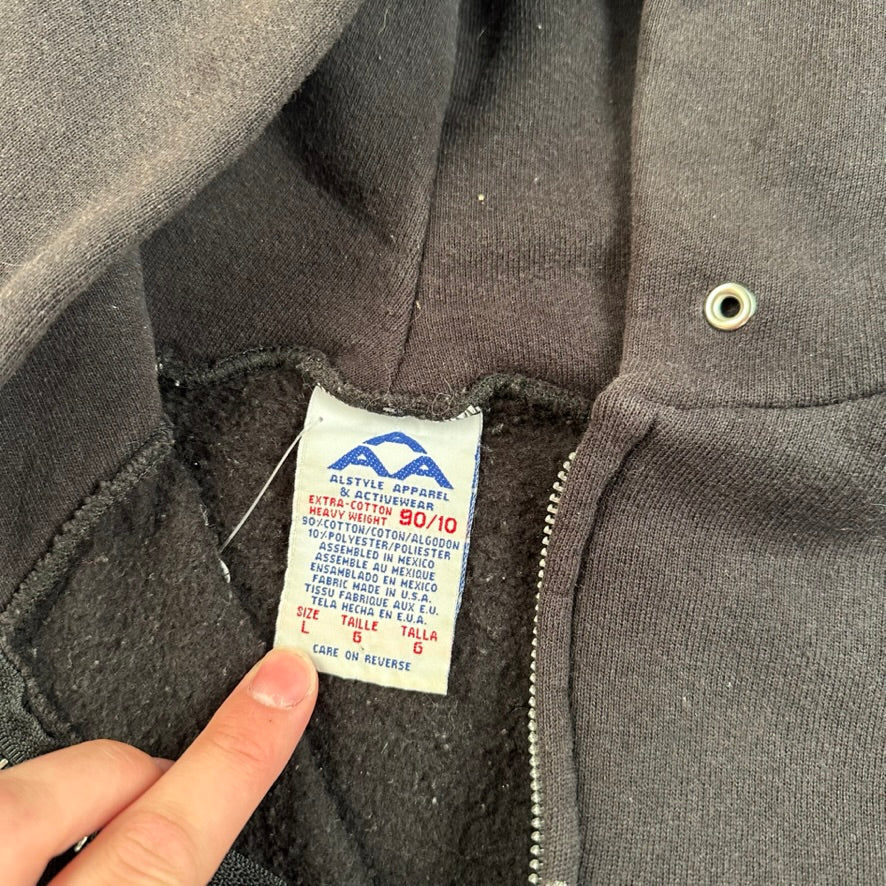 AAA
ALSTYLE APPAREL
& ACTIVEWEAR
EXTRA-COTTON
HEAVY WEIGHT 90/10
90%COTTON/COTON/ALGODON
10%POLYESTER/POLIESTER
ASSEMBLED IN MEXICO
ASSEMBLE AU MEXIQUE
ENSAMBLADO EN MEXICO
FABRIC MADE IN U.S.A.
TISSU FABRIQUE AUX E.U.
TELA HECHA EN E.U.A.
SIZE TAILLE TALLA
L G G
CARE ON REVERSE